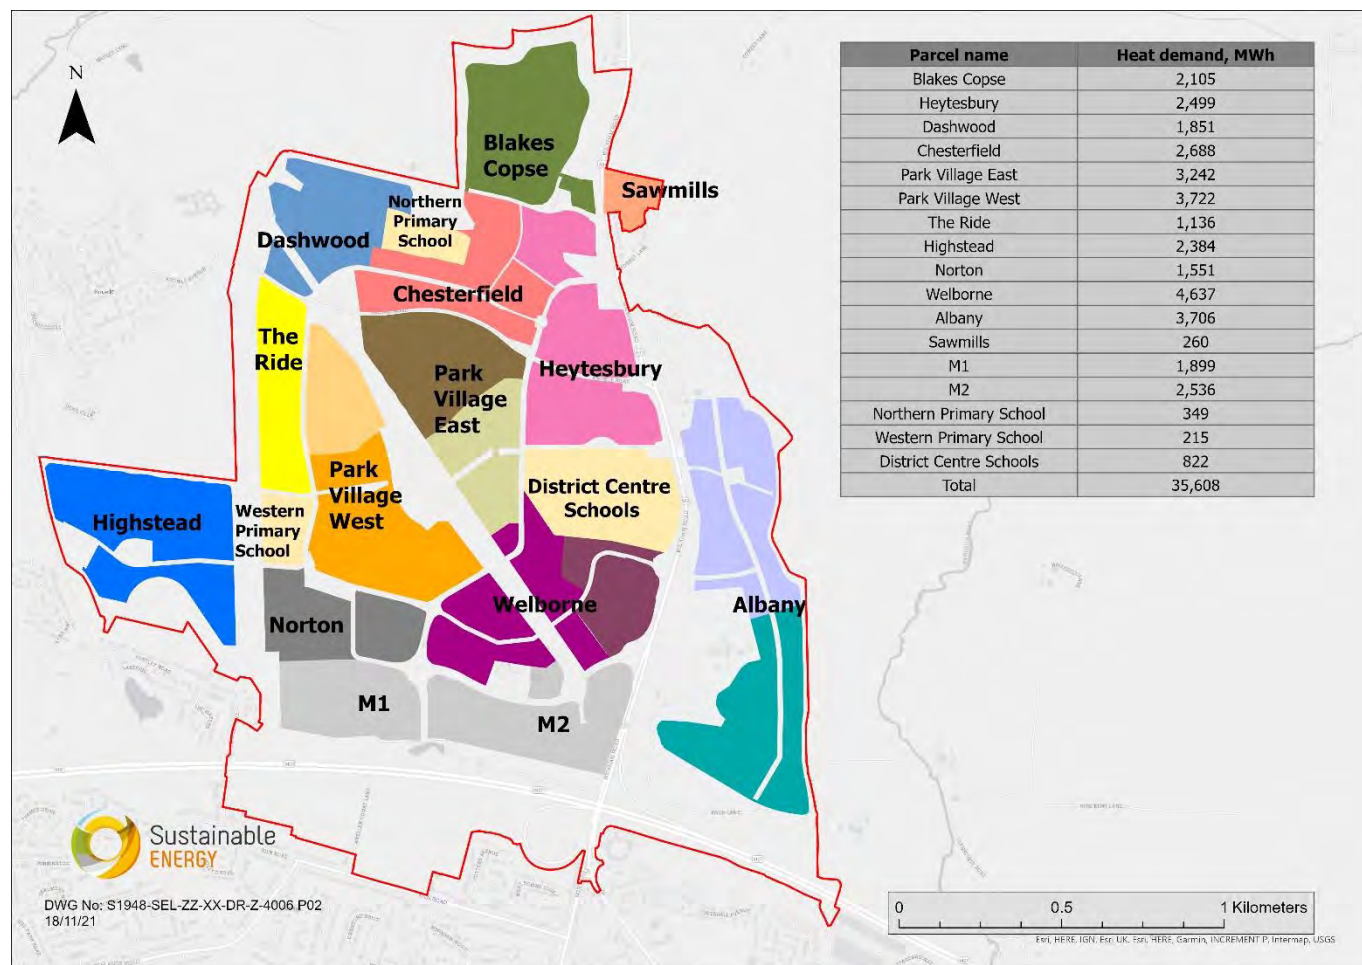 N
Blakes
Copse
Sawmills
Northern
Primary
School
Dashwood
Chesterfield
The
Ride
Park
Village
East
Heytesbury
Park
Village
West
District Centre
Schools
Highstead
Western
Primary
School
Norton
Welborne
Albany
M1
M2
Parcel name Heat demand, MWh
Blakes Copse 2,105
Heytesbury 2,499
Dashwood 1,851
Chesterfield 2,688
Park Village East 3,242
Park Village West 3,722
The Ride 1,136
Highstead 2,384
Norton 1,551
Welborne 4,637
Albany 3,706
Sawmills 260
M1 1,899
M2 2,536
Northern Primary School 349
Western Primary School 215
District Centre Schools 822
Total 35,608
Sustainable
ENERGY
DWG No: S1948-SEL-ZZ-XX-DR-Z-4006 P02
18/11/21
0 0.5 1 Kilometers
Esri, HERE, IGN, Esri UK, Esri, HERE, Garmin, INCREMENT P, Intermap, USGS